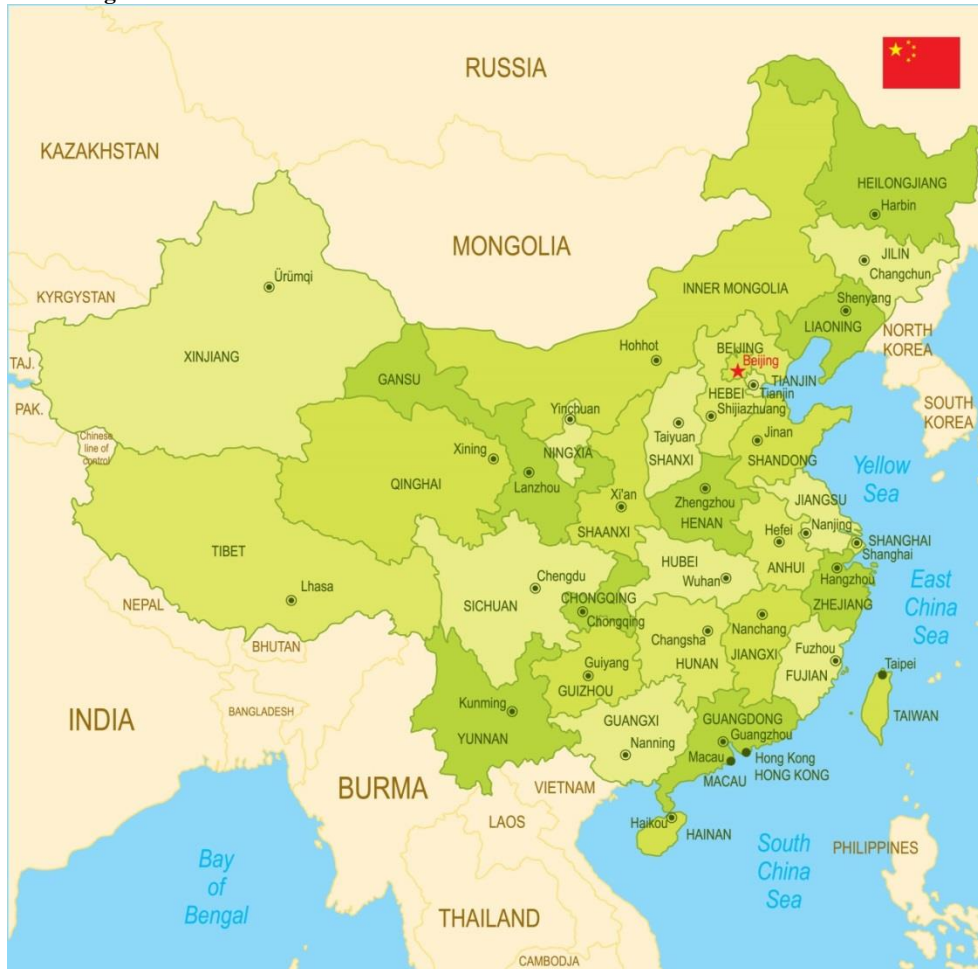 RUSSIA
KAZAKHSTAN
HEILONGJIANG
Harbin
MONGOLIA
JILIN
Changchun
Ürümqi
KYRGYSTAN
INNER MONGOLIA
Shenyang
LIAONING
NORTH
KOREA
XINJIANG
Hohhot
BEIJING
Beijing
TAJ.
GANSU
TIANJIN
Tianjin
HEBEI
Shijiazhuang
PAK.
SOUTH
KOREA
Yinchuan
Taiyuan
Jinan
Chinese
line of
control
Xining
NINGXIA
SHANXI
SHANDONG
Yellow
Sea
QINGHAI
Lanzhou
Xi'an
Zhengzhou
HENAN
JIANGSU
SHAANXI
Hefei
Nanjing
SHANGHAI
Shanghai
TIBET
HUBEI
ANHUI
Wuhan
Hangzhou
ZHEJIANG
East
China
Sea
Lhasa
Chengdu
SICHUAN
CHONGQING
Chongqing
NEPAL
Nanchang
Changsha
JIANGXI
HUNAN
Fuzhou
FUJIAN
BHUTAN
Guiyang
GUIZHOU
Taipei
TAIWAN
INDIA
BANGLADESH
Kunming
YUNNAN
GUANGXI
Nanning
GUANGDONG
Guangzhou
Macau
MACAU
Hong Kong
HONG KONG
BURMA
VIETNAM
LAOS
Haikou
HAINAN
Bay
of
Bengal
South
China
Sea
PHILIPPINES
THAILAND
CAMBODJA